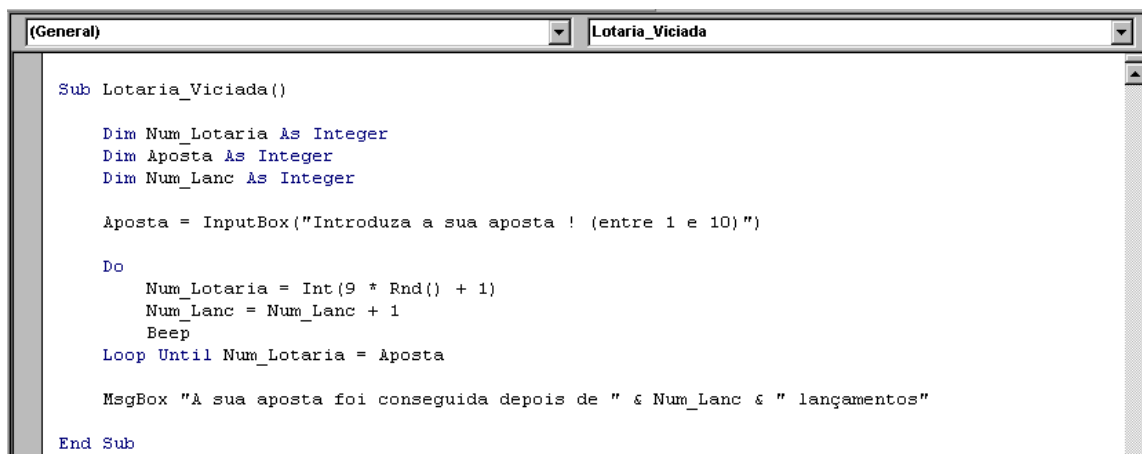 (General) Lotaria_Viciada
Sub Lotaria_Viciada()
Dim Num_Lotaria As Integer
Dim Aposta As Integer
Dim Num_Lanc As Integer
Aposta = InputBox("Introduza a sua aposta ! (entre 1 e 10)")
Do
Num_Lotaria = Int(9 * Rnd() + 1)
Num_Lanc = Num_Lanc + 1
Beep
Loop Until Num_Lotaria = Aposta
MsgBox "A sua aposta foi conseguida depois de " & Num_Lanc & " lançamentos"
End Sub